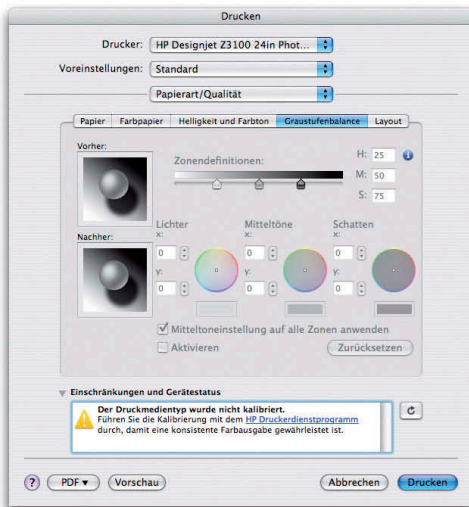 Drucken
Drucker: HP Designjet Z3100 24in Phot...
Voreinstellungen: Standard
Papierart/Qualität
Papier Farbpapier Helligkeit und Farbton Graustufenbalance Layout
Vorher:
Zonendefinitionen:
H: 25
M: 50
S: 75
Nachher:
Lichter Mitteltöne Schatten
x: x: x:
0 0 0
y: y: y:
0 0 0
Mitteltoneinstellung auf alle Zonen anwenden
Aktivieren Zurücksetzen
Einschränkungen und Gerätestatus
Der Druckmedientyp wurde nicht kalibriert.
Führen Sie die Kalibrierung mit dem HP Druckerdienstprogramm
durch, damit eine konsistente Farbausgabe gewährleistet ist.
? PDF Vorschau Abbrechen Drucken